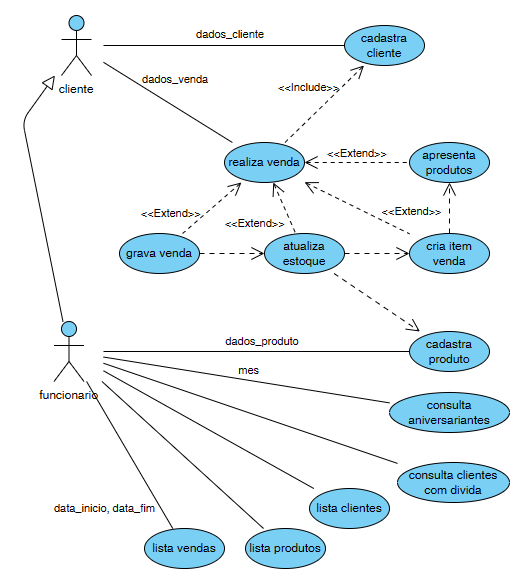 dados_cliente
cadastra
cliente
cliente
dados_venda
<<Include>>
realiza venda
<<Extend>>
apresenta
produtos
<<Extend>>
<<Extend>>
<<Extend>>
grava venda
atualiza
estoque
cria item
venda
dados_produto
cadastra
produto
funcionario
mes
consulta
aniversariantes
consulta clientes
com divida
data_inicio, data_fim
lista clientes
lista vendas
lista produtos